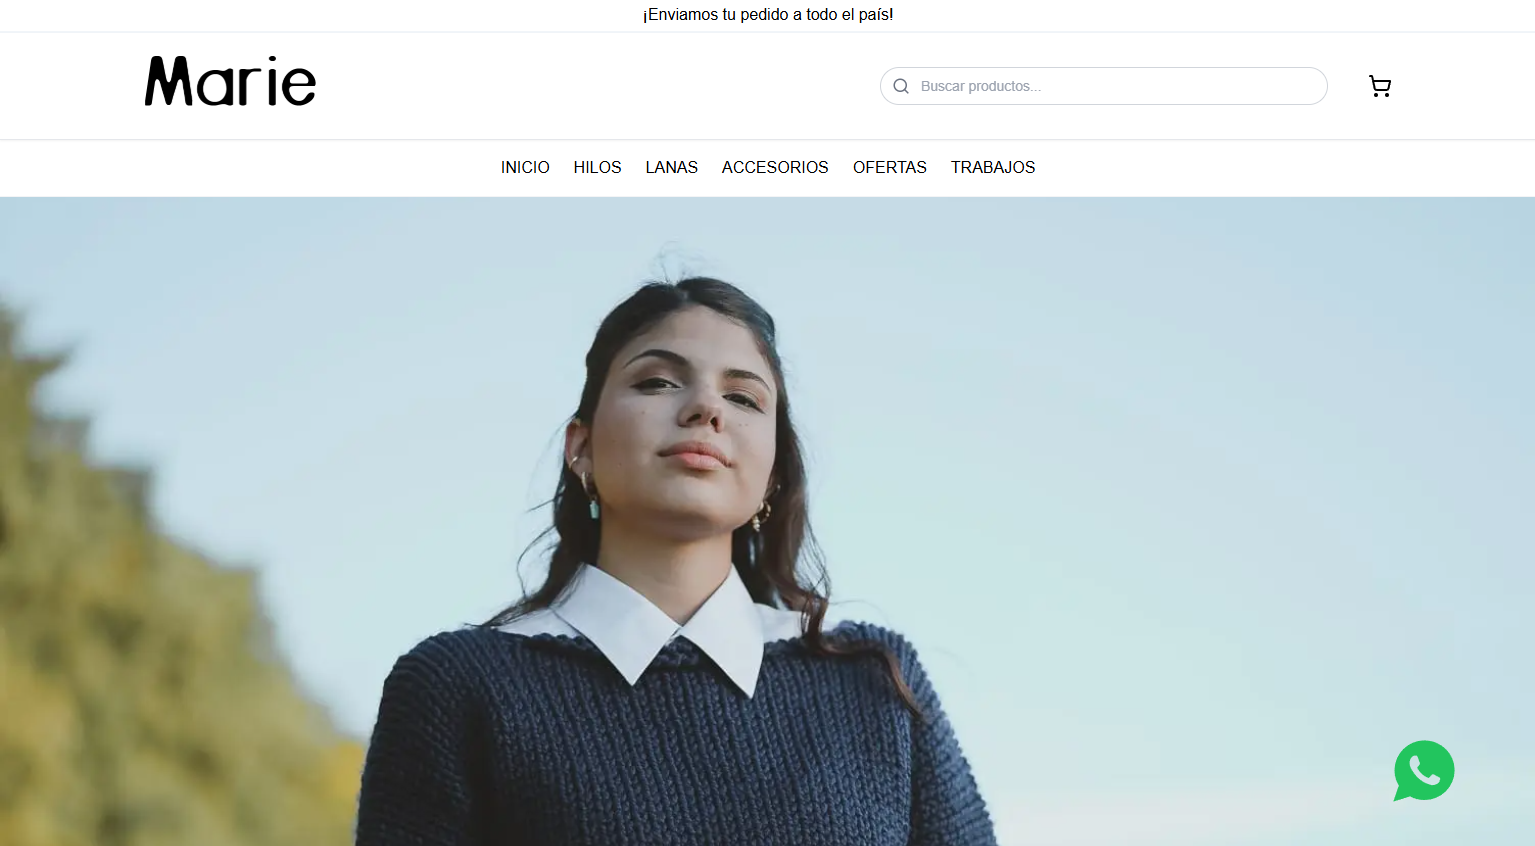 ¡Enviamos tu pedido a todo el país!
Marie
Buscar productos...
INICIO HILOS LANAS ACCESORIOS OFERTAS TRABAJOS